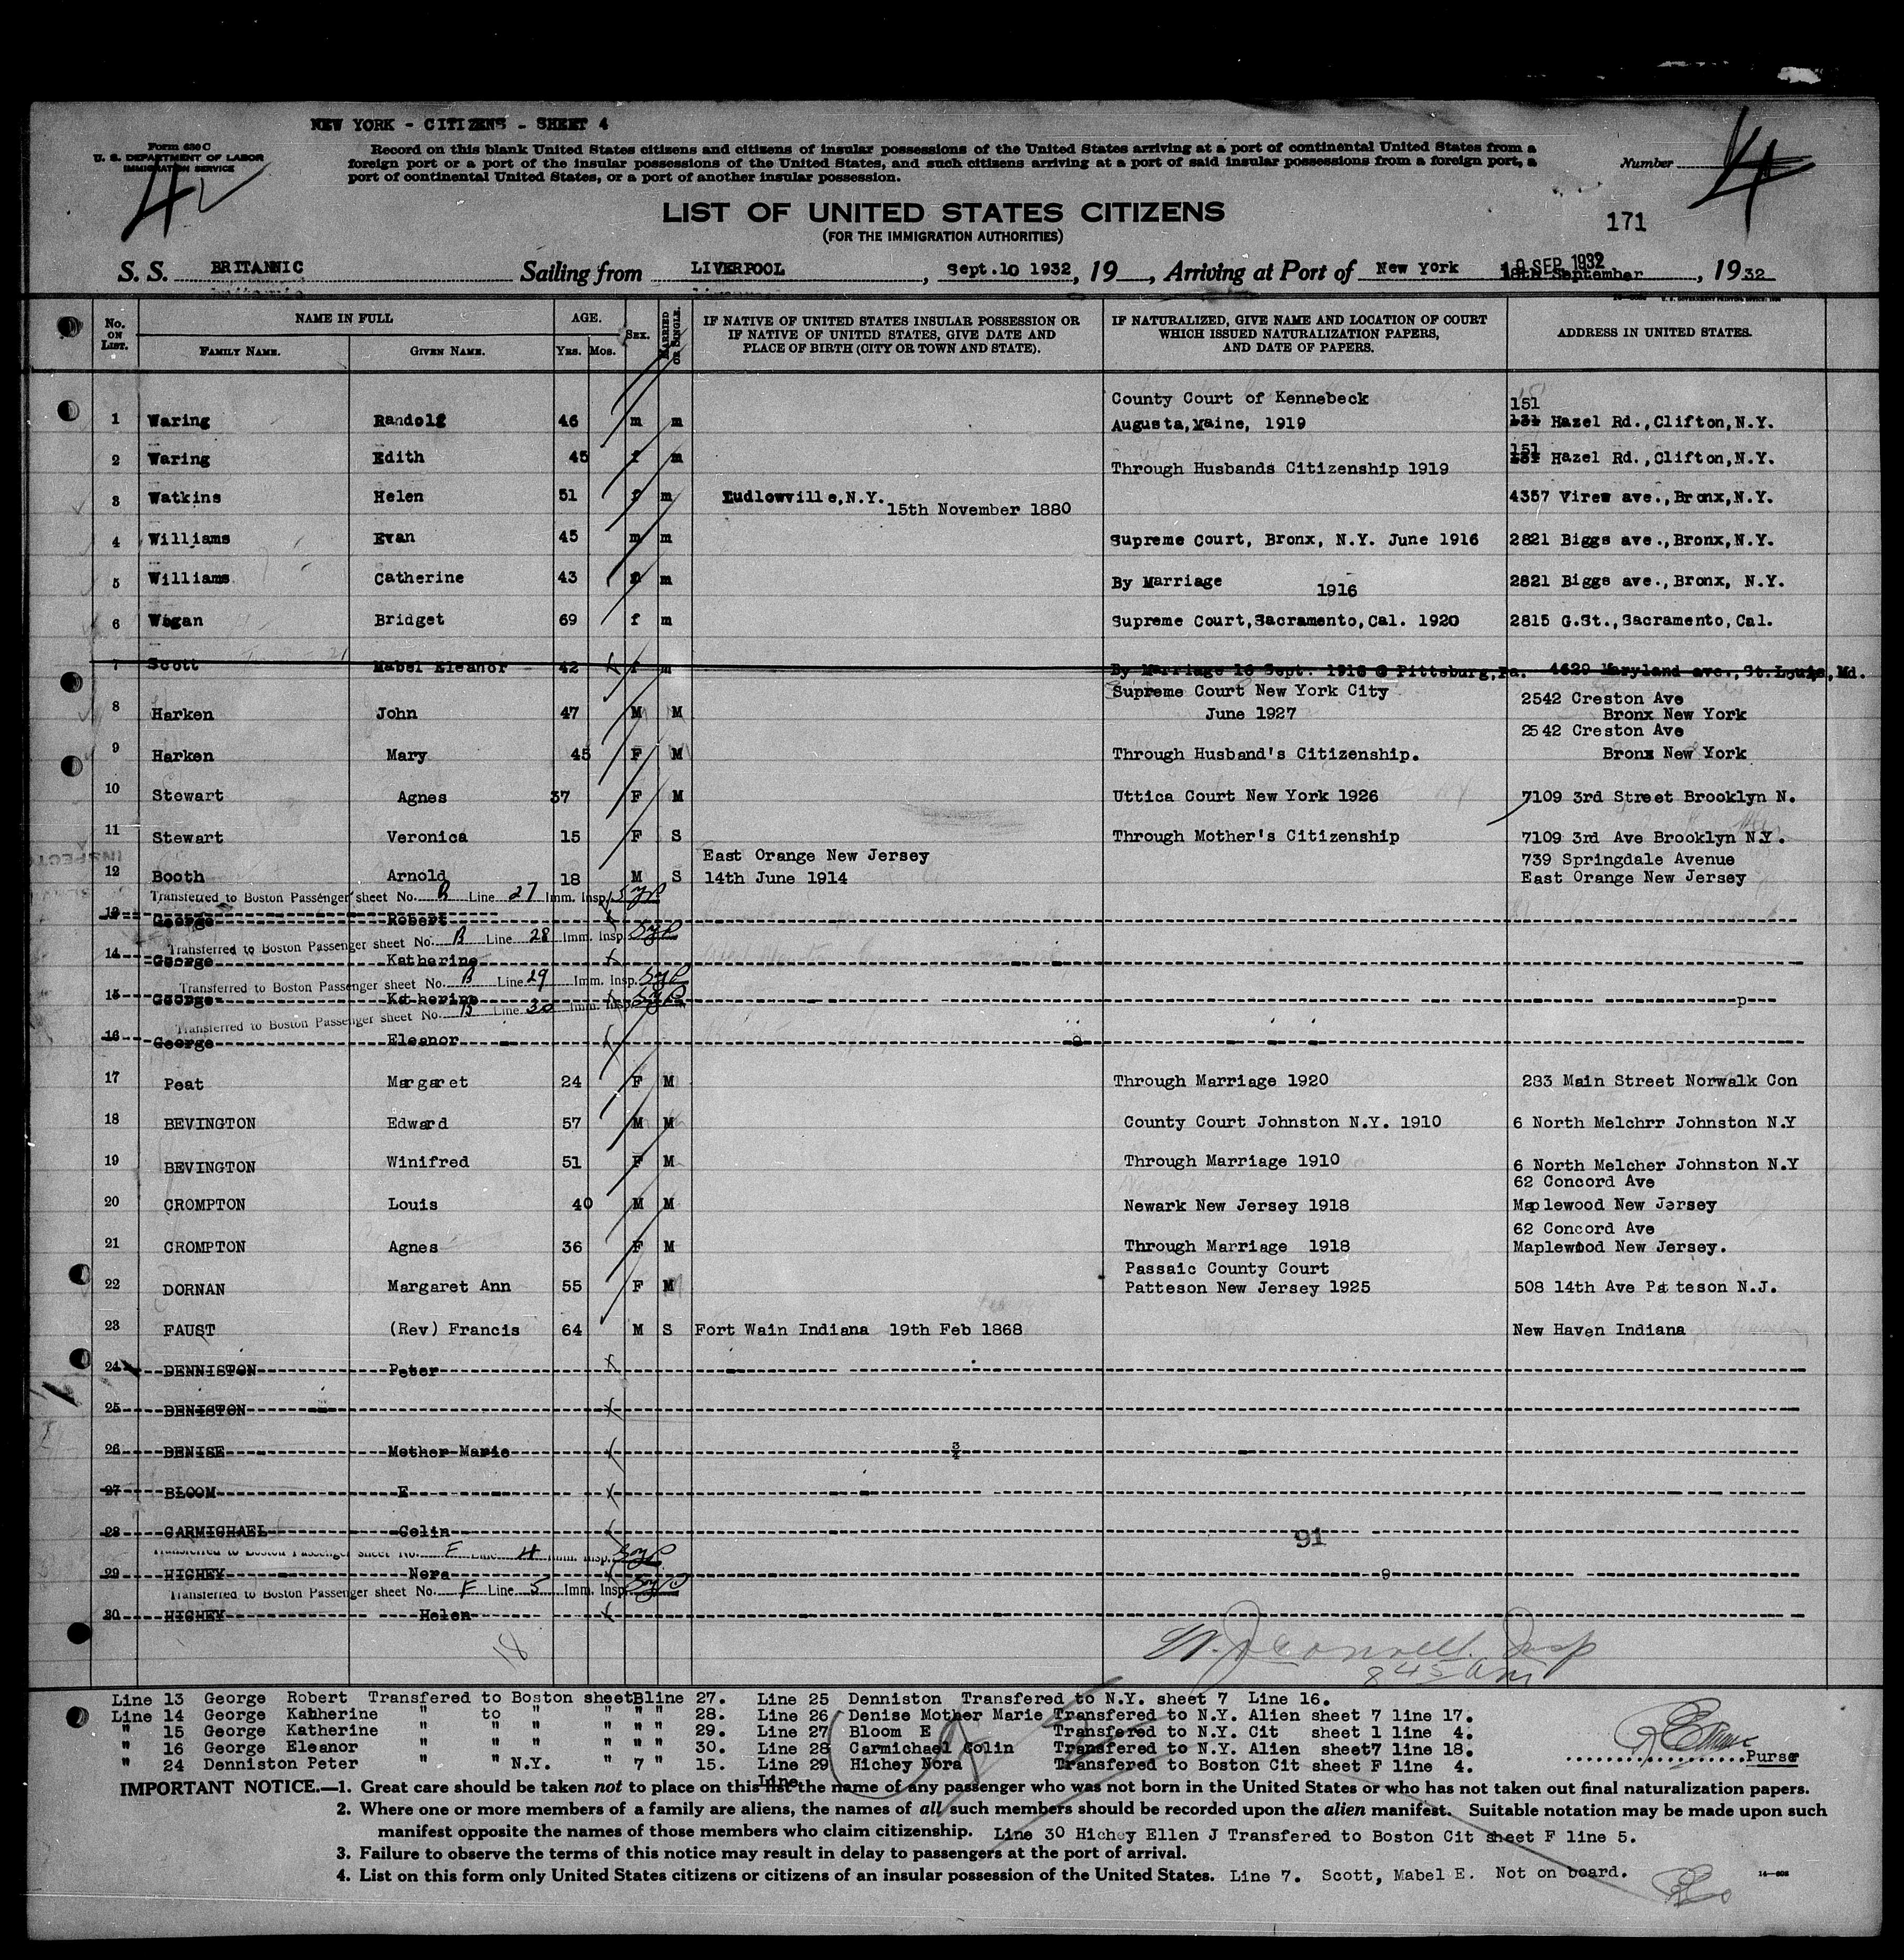 NEW YORK - CITIZENS - SHEET 4
Form 630 C
U. S. DEPARTMENT OF LABOR
IMMIGRATION SERVICE
4
Record on this blank United States citizens and citizens of insular possessions of the United States arriving at a port of continental United States from a
foreign port or a port of the insular possessions of the United States, and such citizens arriving at a port of said insular possessions from a foreign port, a
port of continental United States, or a port of another insular possession.
Number 4
LIST OF UNITED STATES CITIZENS
(FOR THE IMMIGRATION AUTHORITIES)
171
S. S. BRITANNIC Sailing from LIVERPOOL, Sept.10 1932, 19 , Arriving at Port of New York 18th September, 1932
SEP 1932
No. ON LIST. NAME IN FULL AGE. SEX. MARRIED OR SINGLE. IF NATIVE OF UNITED STATES INSULAR POSSESSION OR IF NATIVE OF UNITED STATES, GIVE DATE AND PLACE OF BIRTH (CITY OR TOWN AND STATE). IF NATURALIZED, GIVE NAME AND LOCATION OF COURT WHICH ISSUED NATURALIZATION PAPERS, AND DATE OF PAPERS. ADDRESS IN UNITED STATES.
FAMILY NAME. GIVEN NAME. YRS. MOS.
County Court of Kennebeck 151
1 Waring Randolf 46 m m Augusta,Maine, 1919 131 Hazel Rd.,Clifton,N.Y.
151
2 Waring Edith 45 f m Through Husbands Citizenship 1919 Hazel Rd.,Clifton,N.Y.
3 Watkins Helen 51 f m Ludlowville,N.Y. 15th November 1880 4357 Virew ave.,Bronx,N.Y.
4 Williams Evan 45 m m Supreme Court, Bronx, N.Y. June 1916 2821 Biggs ave.,Bronx,N.Y.
5 Williams Catherine 43 f m By Marriage 1916 2821 Biggs ave.,Bronx, N.Y.
6 Wogan Bridget 69 f m Supreme Court,Sacramento,Cal. 1920 2815 G.St.,Sacramento,Cal.
7 Scott Mabel Eleanor 42 f m By Marriage 16 Sept. 1918 @ Pittsburg,Pa. 4629 Maryland ave.,St.Louis,Md.
Supreme Court New York City 2542 Creston Ave
8 Harken John 47 M M June 1927 Bronx New York
2542 Creston Ave
9 Harken Mary 45 F M Through Husband's Citizenship. Bronx New York
10 Stewart Agnes 37 F M Uttica Court New York 1926 7109 3rd Street Brooklyn N.
11 Stewart Veronica 15 F S Through Mother's Citizenship 7109 3rd Ave Brooklyn N.Y.
East Orange New Jersey 739 Springdale Avenue
12 Booth Arnold 18 M S 14th June 1914 East Orange New Jersey
Transferred to Boston Passenger sheet No. B Line 27 Imm. Insp.
13 George Robert
Transferred to Boston Passenger sheet No. B Line 28 Imm. Insp.
14 George Katherine
Transferred to Boston Passenger sheet No. B Line 29 Imm. Insp.
15 George Katherine
Transferred to Boston Passenger sheet No. B Line 30 Imm. Insp.
16 George Eleanor
17 Peat Margaret 24 F M Through Marriage 1920 283 Main Street Norwalk Con
18 BEVINGTON Edward 57 M M County Court Johnston N.Y. 1910 6 North Melchrr Johnston N.Y
19 BEVINGTON Winifred 51 F M Through Marriage 1910 6 North Melcher Johnston N.Y
62 Concord Ave
20 CROMPTON Louis 40 M M Newark New Jersey 1918 Maplewood New Jersey
62 Concord Ave
21 CROMPTON Agnes 36 F M Through Marriage 1918 Maplewood New Jersey.
Passaic County Court
22 DORNAN Margaret Ann 55 F M Patteson New Jersey 1925 508 14th Ave Patteson N.J.
23 FAUST (Rev) Francis 64 M S Fort Wain Indiana 19th Feb 1868 New Haven Indiana
24 DENNISTON Peter
25 DENISTON
26 DENISE Mother Marie
27 BLOOM E
28 CARMICHAEL Colin
91
Transferred to Boston Passenger sheet No. F Line 4 Imm. Insp.
29 HICHEY Nora
Transferred to Boston Passenger sheet No. F Line 5 Imm. Insp.
30 HICHEY Helen
Insp
8 45 am
Line 13 George Robert Transfered to Boston sheetBline 27. Line 25 Denniston Transfered to N.Y. sheet 7 Line 16.
Line 14 George Katherine " to " " " " 28. Line 26 Denise Mother Marie Transfered to N.Y. Alien sheet 7 line 17.
" 15 George Katherine " " " " " " 29. Line 27 Bloom E Transfered to N.Y. Cit sheet 1 line 4.
" 16 George Eleanor " " " " " " 30. Line 28 Carmichael Colin Transfered to N.Y. Alien sheet7 line 18.
" 24 Denniston Peter " " N.Y. " 7 " 15. Line 29 Hichey Nora Transfered to Boston Cit sheet F line 4.
Purser
Line
IMPORTANT NOTICE.—1. Great care should be taken not to place on this list the name of any passenger who was not born in the United States or who has not taken out final naturalization papers.
2. Where one or more members of a family are aliens, the names of all such members should be recorded upon the alien manifest. Suitable notation may be made upon such
manifest opposite the names of those members who claim citizenship. Line 30 Hichey Ellen J Transfered to Boston Cit sheet F line 5.
3. Failure to observe the terms of this notice may result in delay to passengers at the port of arrival.
4. List on this form only United States citizens or citizens of an insular possession of the United States. Line 7. Scott, Mabel E. Not on board.